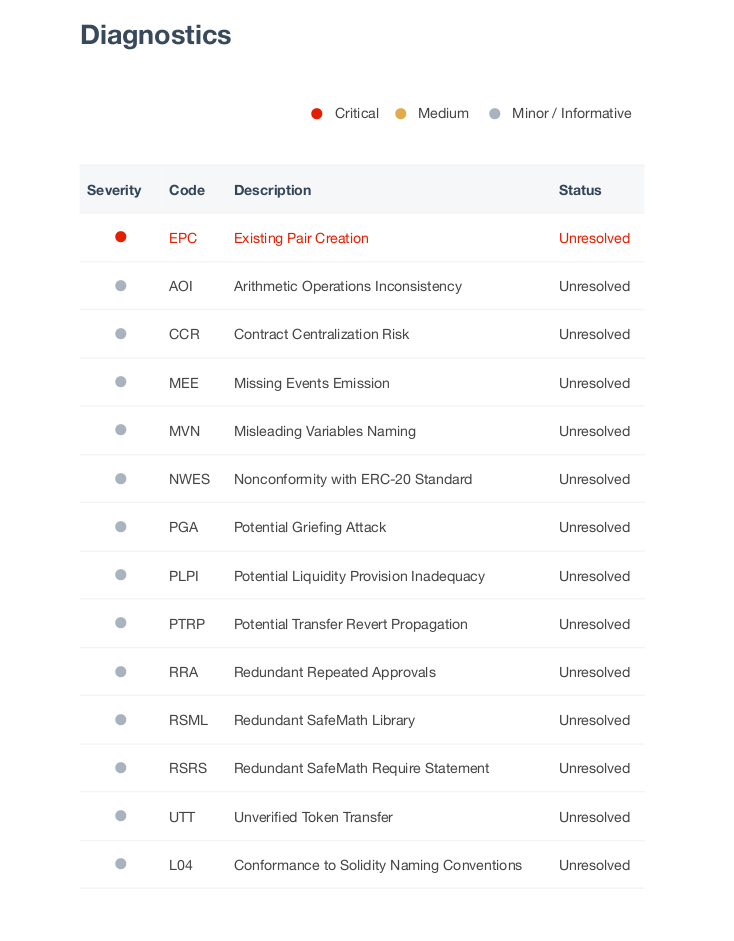 Diagnostics
Critical Medium Minor / Informative
Severity Code Description Status
EPC Existing Pair Creation Unresolved
AOI Arithmetic Operations Inconsistency Unresolved
CCR Contract Centralization Risk Unresolved
MEE Missing Events Emission Unresolved
MVN Misleading Variables Naming Unresolved
NWES Nonconformity with ERC-20 Standard Unresolved
PGA Potential Griefing Attack Unresolved
PLPI Potential Liquidity Provision Inadequacy Unresolved
PTRP Potential Transfer Revert Propagation Unresolved
RRA Redundant Repeated Approvals Unresolved
RSML Redundant SafeMath Library Unresolved
RSRS Redundant SafeMath Require Statement Unresolved
UTT Unverified Token Transfer Unresolved
L04 Conformance to Solidity Naming Conventions Unresolved